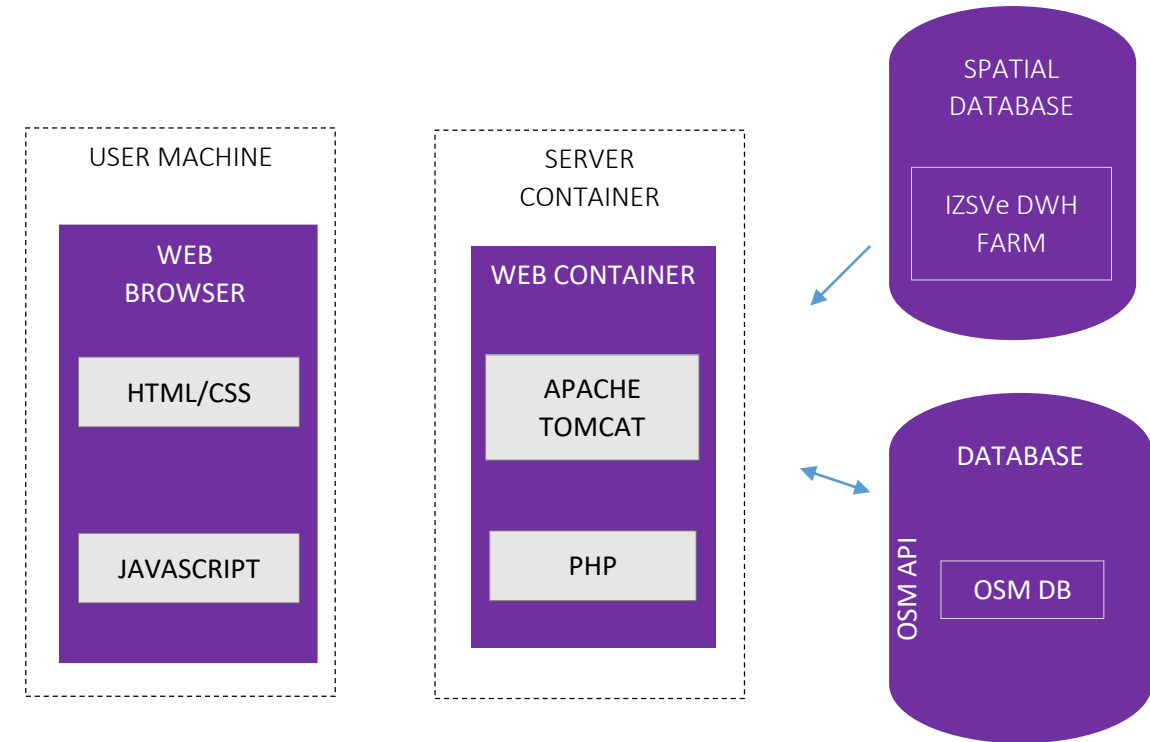 USER MACHINE
WEB
BROWSER
HTML/CSS
JAVASCRIPT
SERVER
CONTAINER
WEB CONTAINER
APACHE
TOMCAT
PHP
SPATIAL
DATABASE
IZSVe DWH
FARM
DATABASE
OSM API
OSM DB